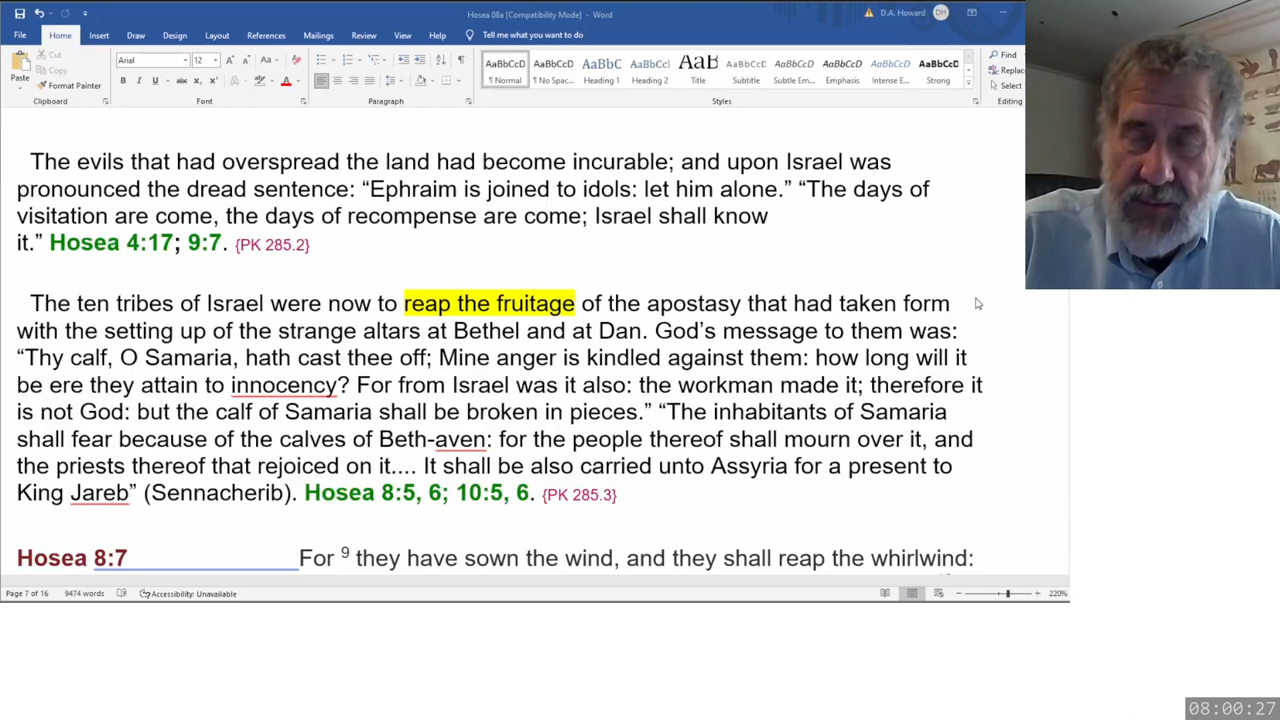 Hosea 08a [Compatibility Mode] - Word
D.A. Howard
DH
File Home Insert Draw Design Layout References Mailings Review View Help Tell me what you want to do
Paste
Cut
Copy
Format Painter
Clipboard
Arial 12
Font
Paragraph
AaBbCcD AaBbCcD AaBbC AaBbCcI AaB AaBbCcC AaBbCcD AaBbCcD AaBbCcD AaBbCcD
¶ Normal ¶ No Spac... Heading 1 Heading 2 Title Subtitle Subtle Em... Emphasis Intense E... Strong
Styles
Find
Replac
Select
Editing
The evils that had overspread the land had become incurable; and upon Israel was
pronounced the dread sentence: “Ephraim is joined to idols: let him alone.” “The days of
visitation are come, the days of recompense are come; Israel shall know
it.” Hosea 4:17; 9:7. {PK 285.2}
The ten tribes of Israel were now to reap the fruitage of the apostasy that had taken form
with the setting up of the strange altars at Bethel and at Dan. God’s message to them was:
“Thy calf, O Samaria, hath cast thee off; Mine anger is kindled against them: how long will it
be ere they attain to innocency? For from Israel was it also: the workman made it; therefore it
is not God: but the calf of Samaria shall be broken in pieces.” “The inhabitants of Samaria
shall fear because of the calves of Beth-aven: for the people thereof shall mourn over it, and
the priests thereof that rejoiced on it.... It shall be also carried unto Assyria for a present to
King Jareb” (Sennacherib). Hosea 8:5, 6; 10:5, 6. {PK 285.3}
Hosea 8:7 For 9 they have sown the wind, and they shall reap the whirlwind:
Page 7 of 16 9474 words Accessibility: Unavailable 220%
08:00:27